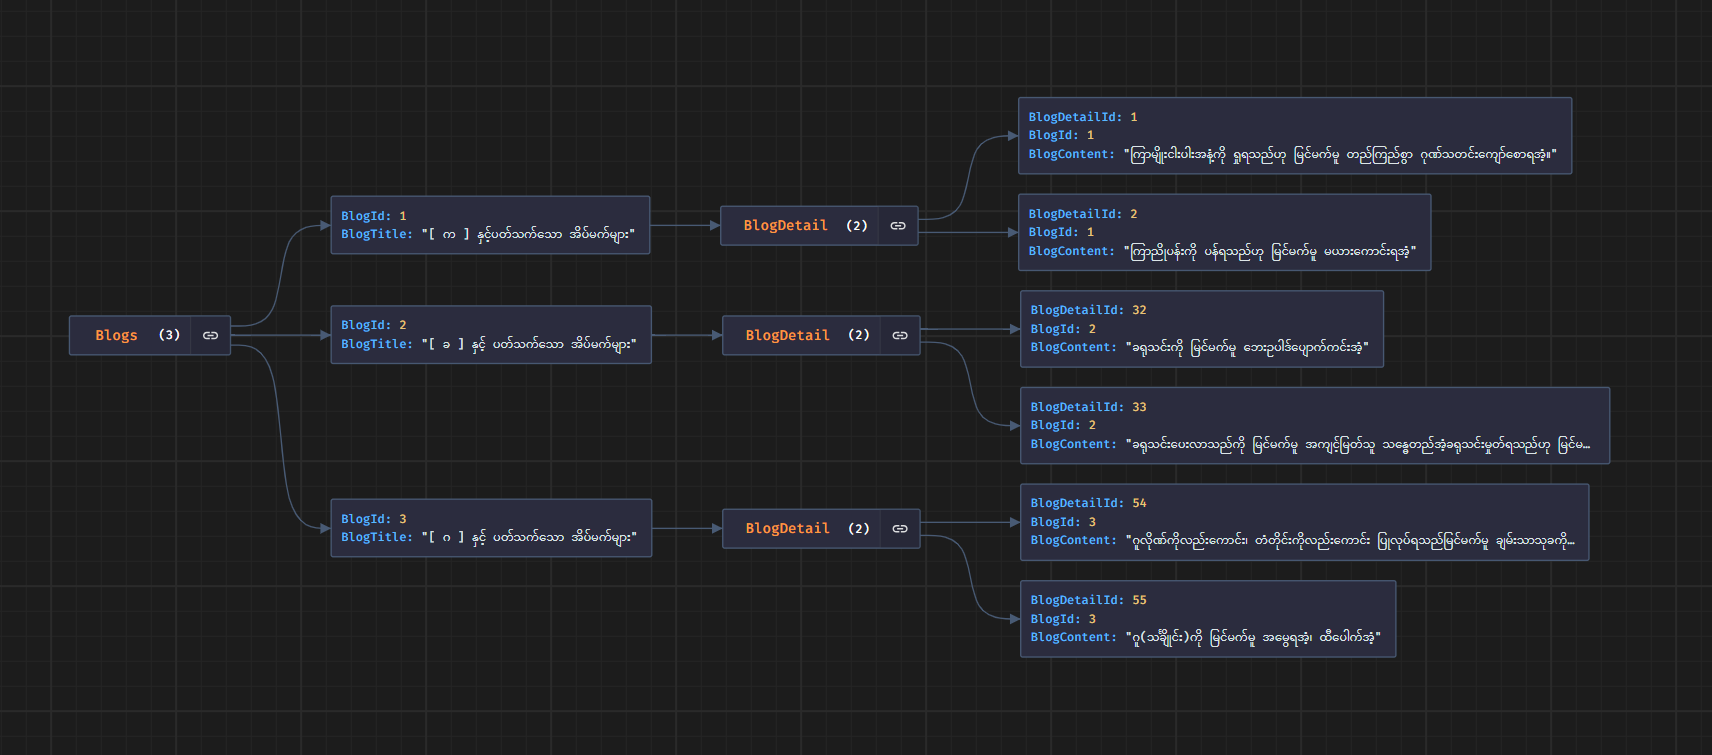 Blogs (3)
BlogId: 1
BlogTitle: "[ က ] နှင့်ပတ်သက်သော အိပ်မက်များ"
BlogDetail (2)
BlogDetailId: 1
BlogId: 1
BlogContent: "ကြာမျိုးငါးပါးအနံ့ကို ရှူရသည်ဟု မြင်မက်မူ တည်ကြည်စွာ ဂုဏ်သတင်းကျော်စောရအံ့။"
BlogDetailId: 2
BlogId: 1
BlogContent: "ကြာညိုပန်းကို ပန်ရသည်ဟု မြင်မက်မူ မယားကောင်းရအံ့"
BlogId: 2
BlogTitle: "[ ခ ] နှင့် ပတ်သက်သော အိပ်မက်များ"
BlogDetail (2)
BlogDetailId: 32
BlogId: 2
BlogContent: "ခရုသင်းကို မြင်မက်မူ ဘေးဥပါဒ်ပျောက်ကင်းအံ့"
BlogDetailId: 33
BlogId: 2
BlogContent: "ခရုသင်းပေးလာသည်ကို မြင်မက်မူ အကျင့်မြတ်သူ သန္ဓေတည်အံ့ခရုသင်းမှုတ်ရသည်ဟု မြင်မ…
BlogId: 3
BlogTitle: "[ ဂ ] နှင့် ပတ်သက်သော အိပ်မက်များ"
BlogDetail (2)
BlogDetailId: 54
BlogId: 3
BlogContent: "ဂူလိုဏ်ကိုလည်းကောင်း၊ တံတိုင်းကိုလည်းကောင်း ပြုလုပ်ရသည်မြင်မက်မူ ချမ်းသာသုခကို…
BlogDetailId: 55
BlogId: 3
BlogContent: "ဂူ(သင်္ချိုင်း)ကို မြင်မက်မူ အမွေရအံ့၊ ထီပေါက်အံ့"